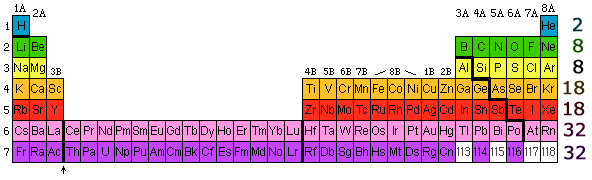 1A 8A
2A 3A 4A 5A 6A 7A
1 H He 2
2 Li Be B C N O F Ne 8
3 Na Mg Al Si P S Cl Ar 8
3B 4B 5B 6B 7B 8B 1B 2B
4 K Ca Sc Ti V Cr Mn Fe Co Ni Cu Zn Ga Ge As Se Br Kr 18
5 Rb Sr Y Zr Nb Mo Tc Ru Rh Pd Ag Cd In Sn Sb Te I Xe 18
6 Cs Ba La Ce Pr Nd Pm Sm Eu Gd Tb Dy Ho Er Tm Yb Lu Hf Ta W Re Os Ir Pt Au Hg Tl Pb Bi Po At Rn 32
7 Fr Ra Ac Th Pa U Np Pu Am Cm Bk Cf Es Fm Md No Lr Rf Db Sg Bh Hs Mt Ds Rg Cn 113 114 115 116 117 118 32